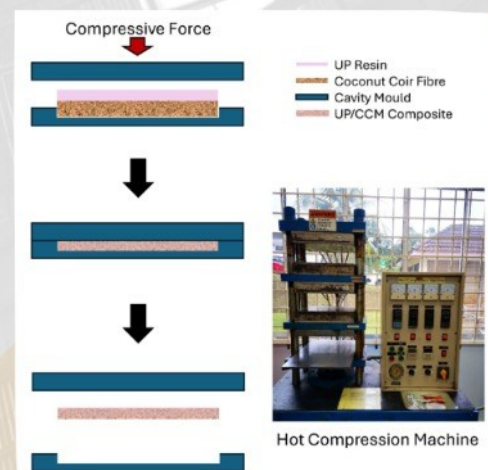 Compressive Force
UP Resin
Coconut Coir Fibre
Cavity Mould
UP/CCM Composite
Hot Compression Machine